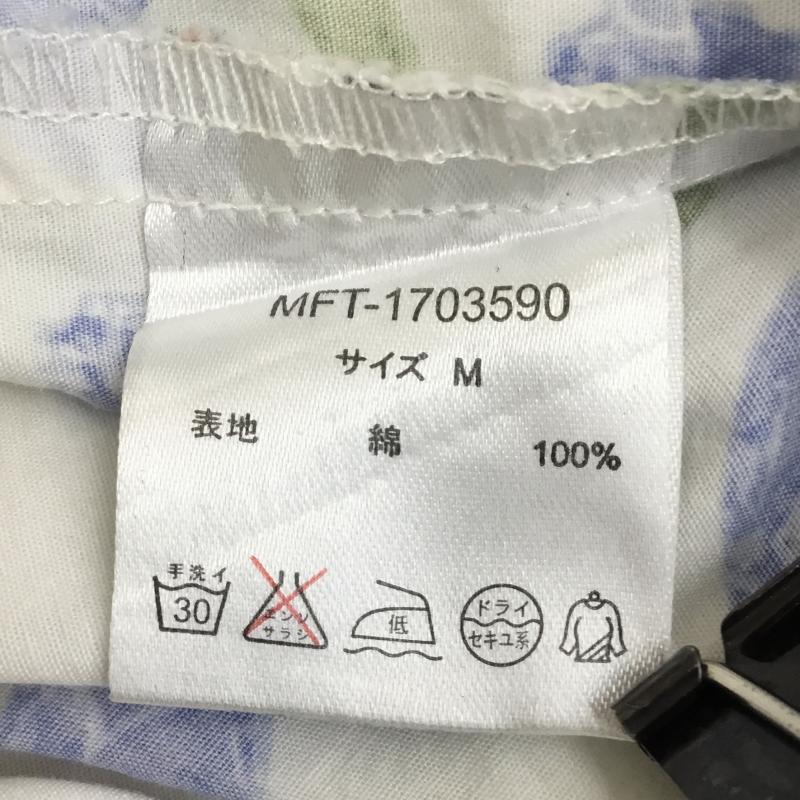 MFT-1703590
サイズ M
表地 綿 100%
手洗イ
30
エンソ
サラシ
低
ドライ
セキユ系